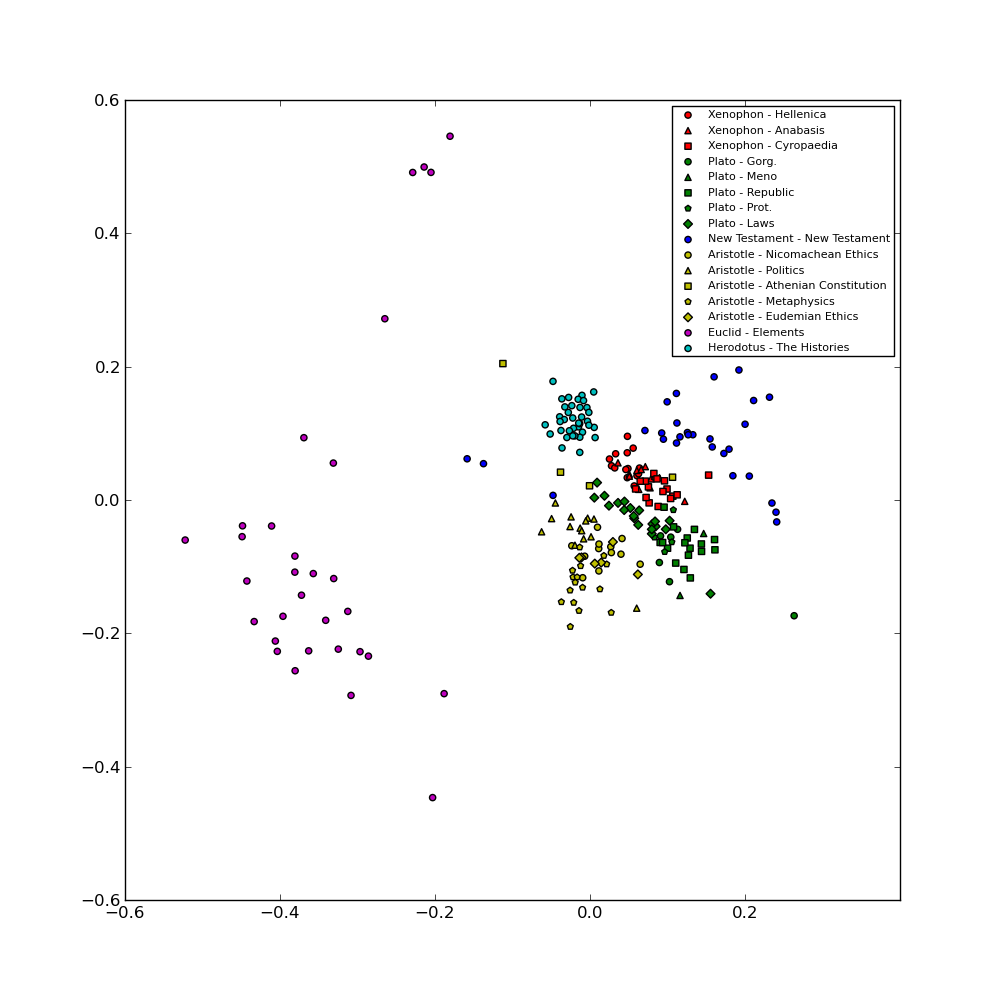 0.6
0.4
0.2
0.0
−0.2
−0.4
−0.6
−0.6
−0.4
−0.2
0.0
0.2
Xenophon - Hellenica
Xenophon - Anabasis
Xenophon - Cyropaedia
Plato - Gorg.
Plato - Meno
Plato - Republic
Plato - Prot.
Plato - Laws
New Testament - New Testament
Aristotle - Nicomachean Ethics
Aristotle - Politics
Aristotle - Athenian Constitution
Aristotle - Metaphysics
Aristotle - Eudemian Ethics
Euclid - Elements
Herodotus - The Histories